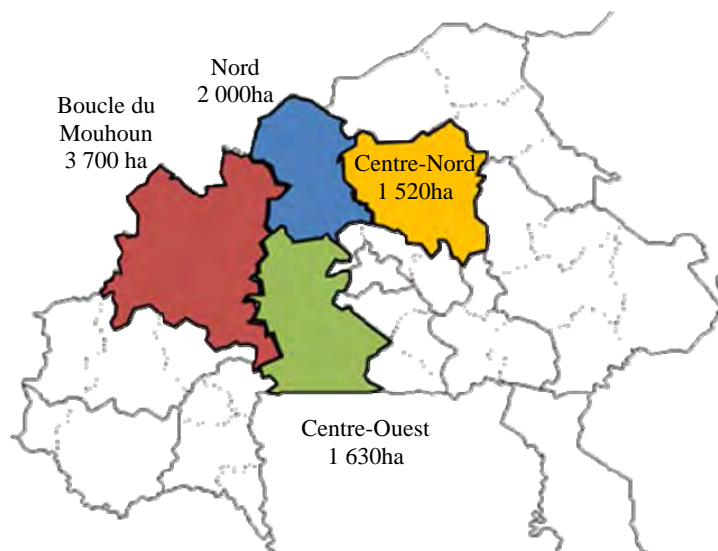 Nord
2 000ha
Boucle du
Mouhoun
3 700 ha
Centre-Nord
1 520ha
Centre-Ouest
1 630ha